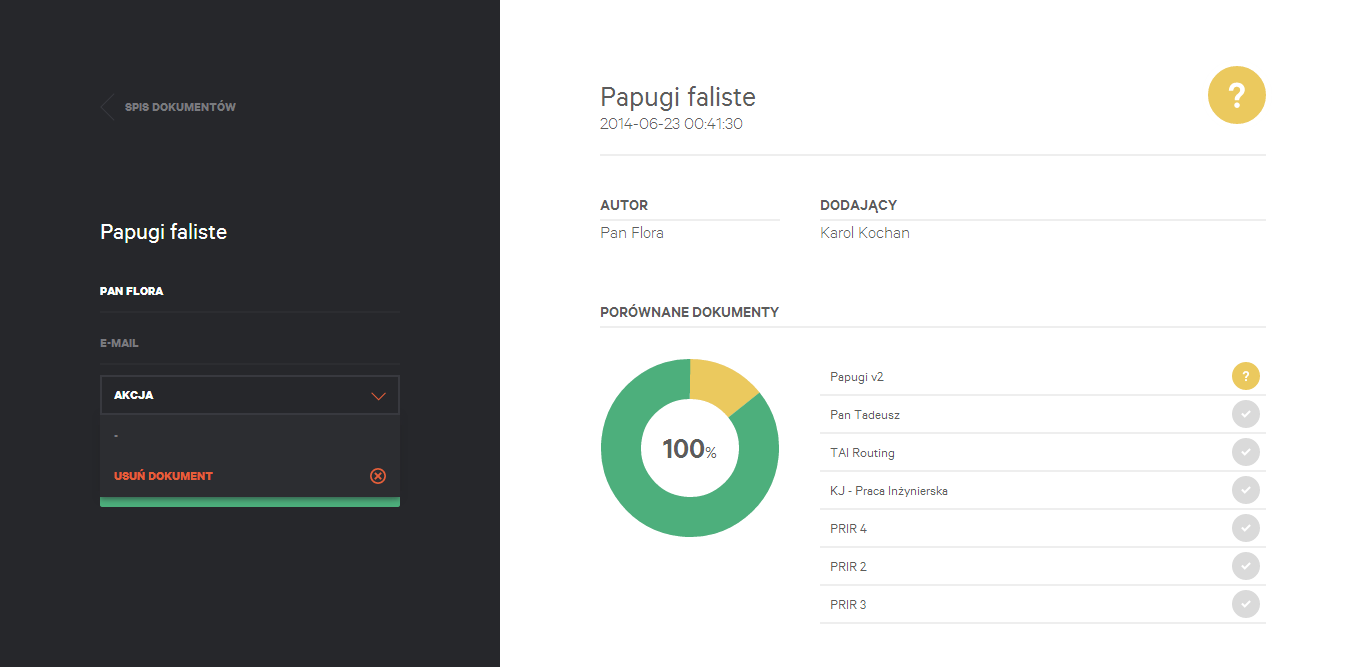 SPIS DOKUMENTÓW
Papugi faliste
PAN FLORA
E-MAIL
AKCJA
-
USUŃ DOKUMENT
Papugi faliste
2014-06-23 00:41:30
?
AUTOR
Pan Flora
DODAJĄCY
Karol Kochan
PORÓWNANE DOKUMENTY
100%
Papugi v2
?
Pan Tadeusz
TAI Routing
KJ - Praca Inżynierska
PRIR 4
PRIR 2
PRIR 3